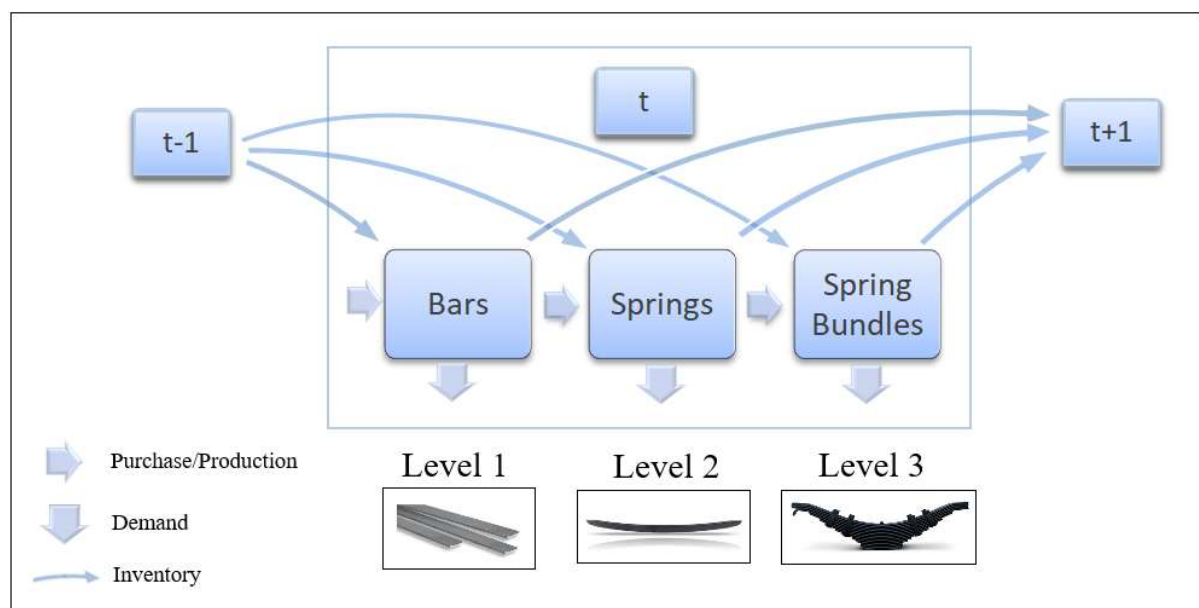 t
t-1
t+1
Bars
Springs
Spring
Bundles
Level 1
Level 2
Level 3
Purchase/Production
Demand
Inventory